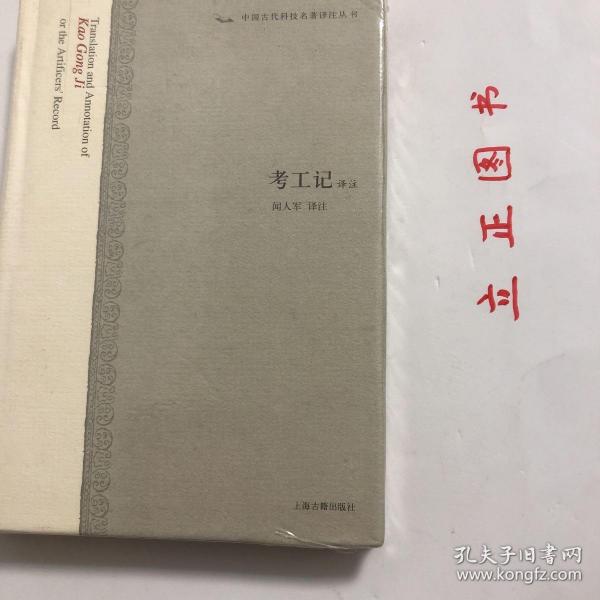 中国古代科技名著译注丛书
Translation and Annotation of
Kao Gong Ji
or the Artificers' Record
考工记 译注
闻人军 译注
上海古籍出版社
立正图书
孔夫子旧书网
www.kongfz.com